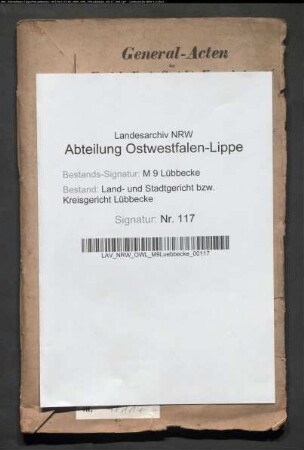 General-Acten
Landesarchiv NRW
Abteilung Ostwestfalen-Lippe
Bestands-Signatur: M 9 Lübbecke
Bestand: Land- und Stadtgericht bzw.
Kreisgericht Lübbecke
Signatur: Nr. 117
LAV_NRW_OWL_M9Luebbecke_00117